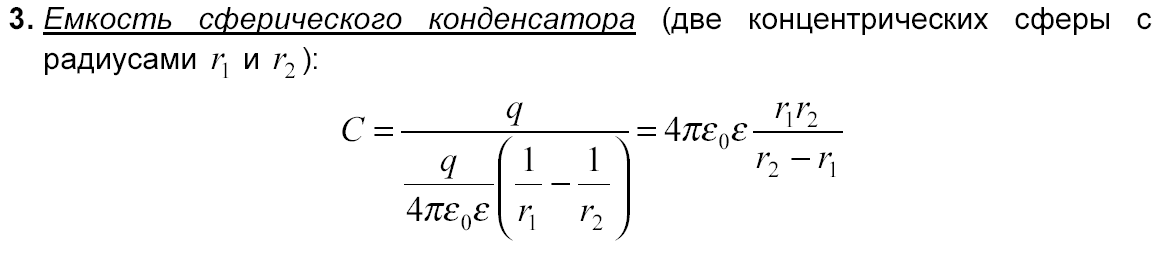 3. Емкость сферического конденсатора (две концентрических сферы с
радиусами r₁ и r₂):
C = q / (q/(4πε₀ε) (1/r₁ − 1/r₂)) = 4πε₀ε r₁r₂/(r₂ − r₁)